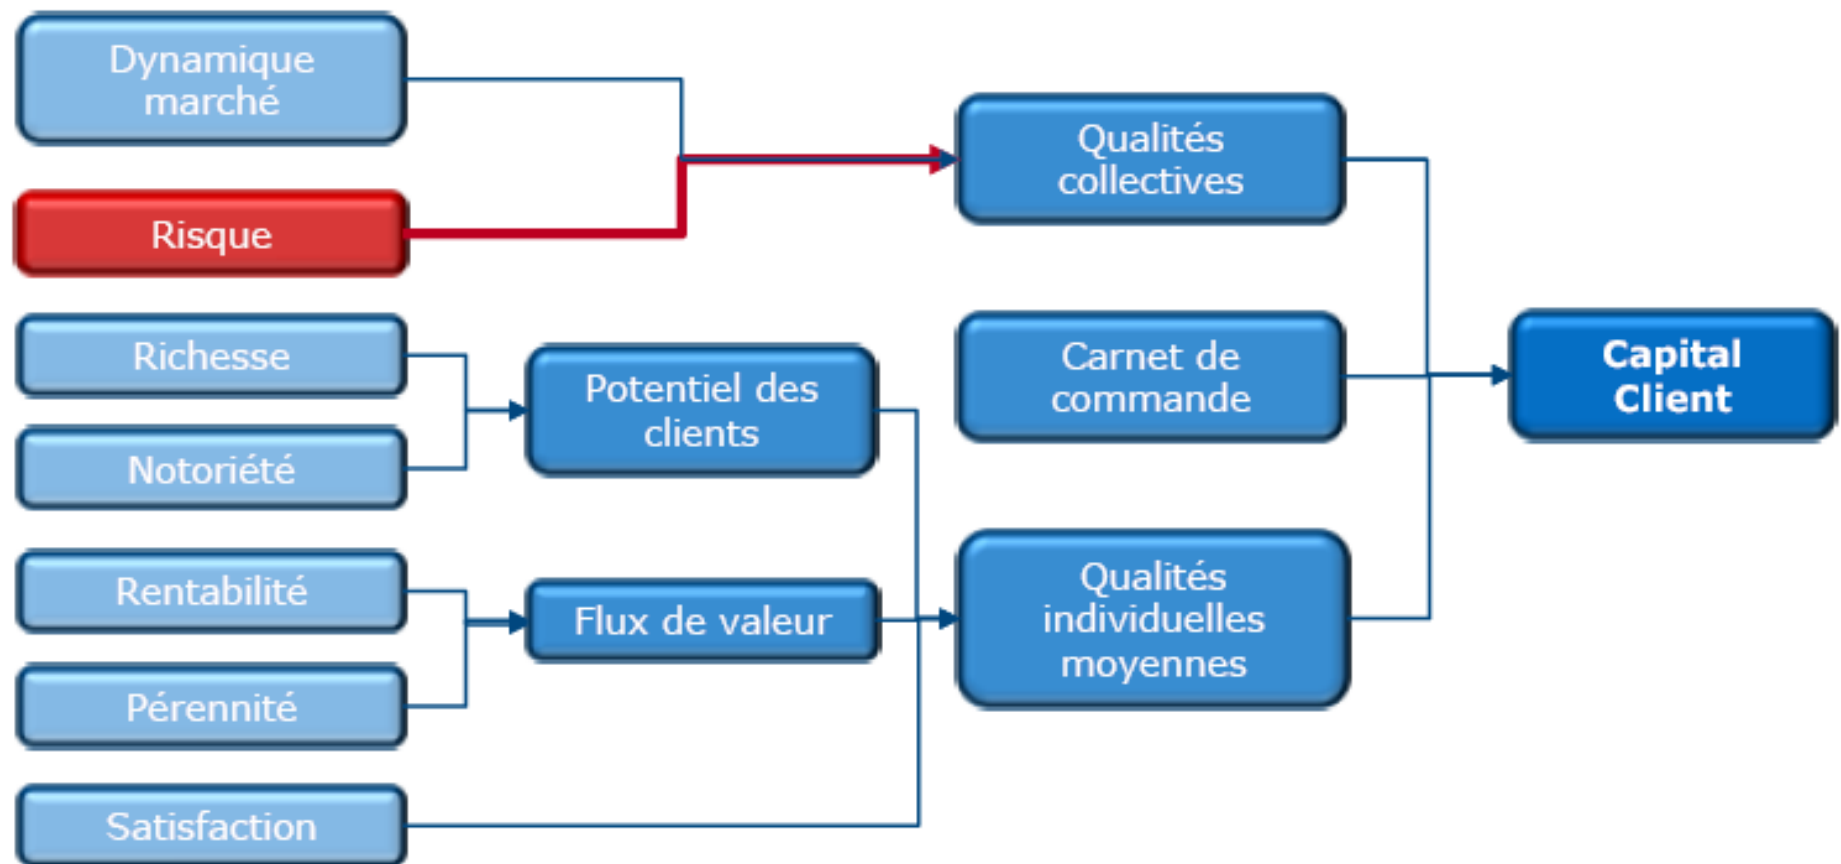 Dynamique
marché
Risque
Richesse
Notoriété
Rentabilité
Pérennité
Satisfaction
Potentiel des
clients
Flux de valeur
Qualités
collectives
Carnet de
commande
Qualités
individuelles
moyennes
Capital
Client